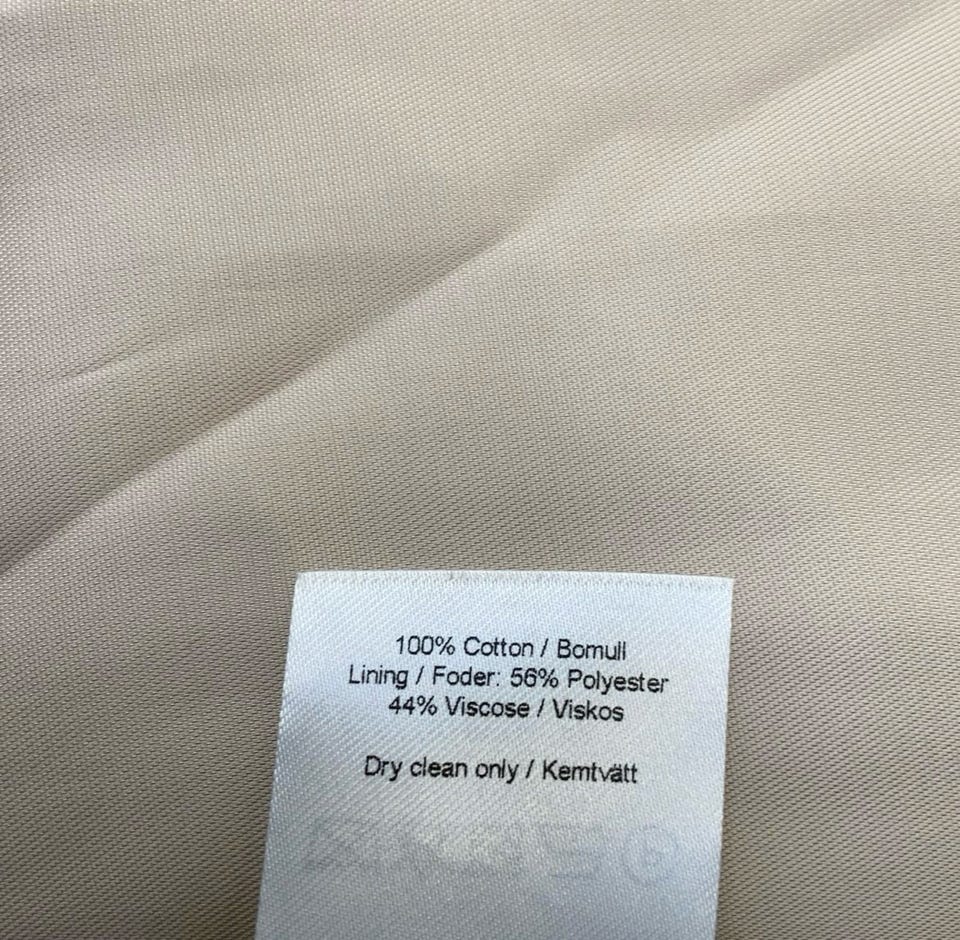 100% Cotton / Bomull
Lining / Foder: 56% Polyester
44% Viscose / Viskos
Dry clean only / Kemtvätt